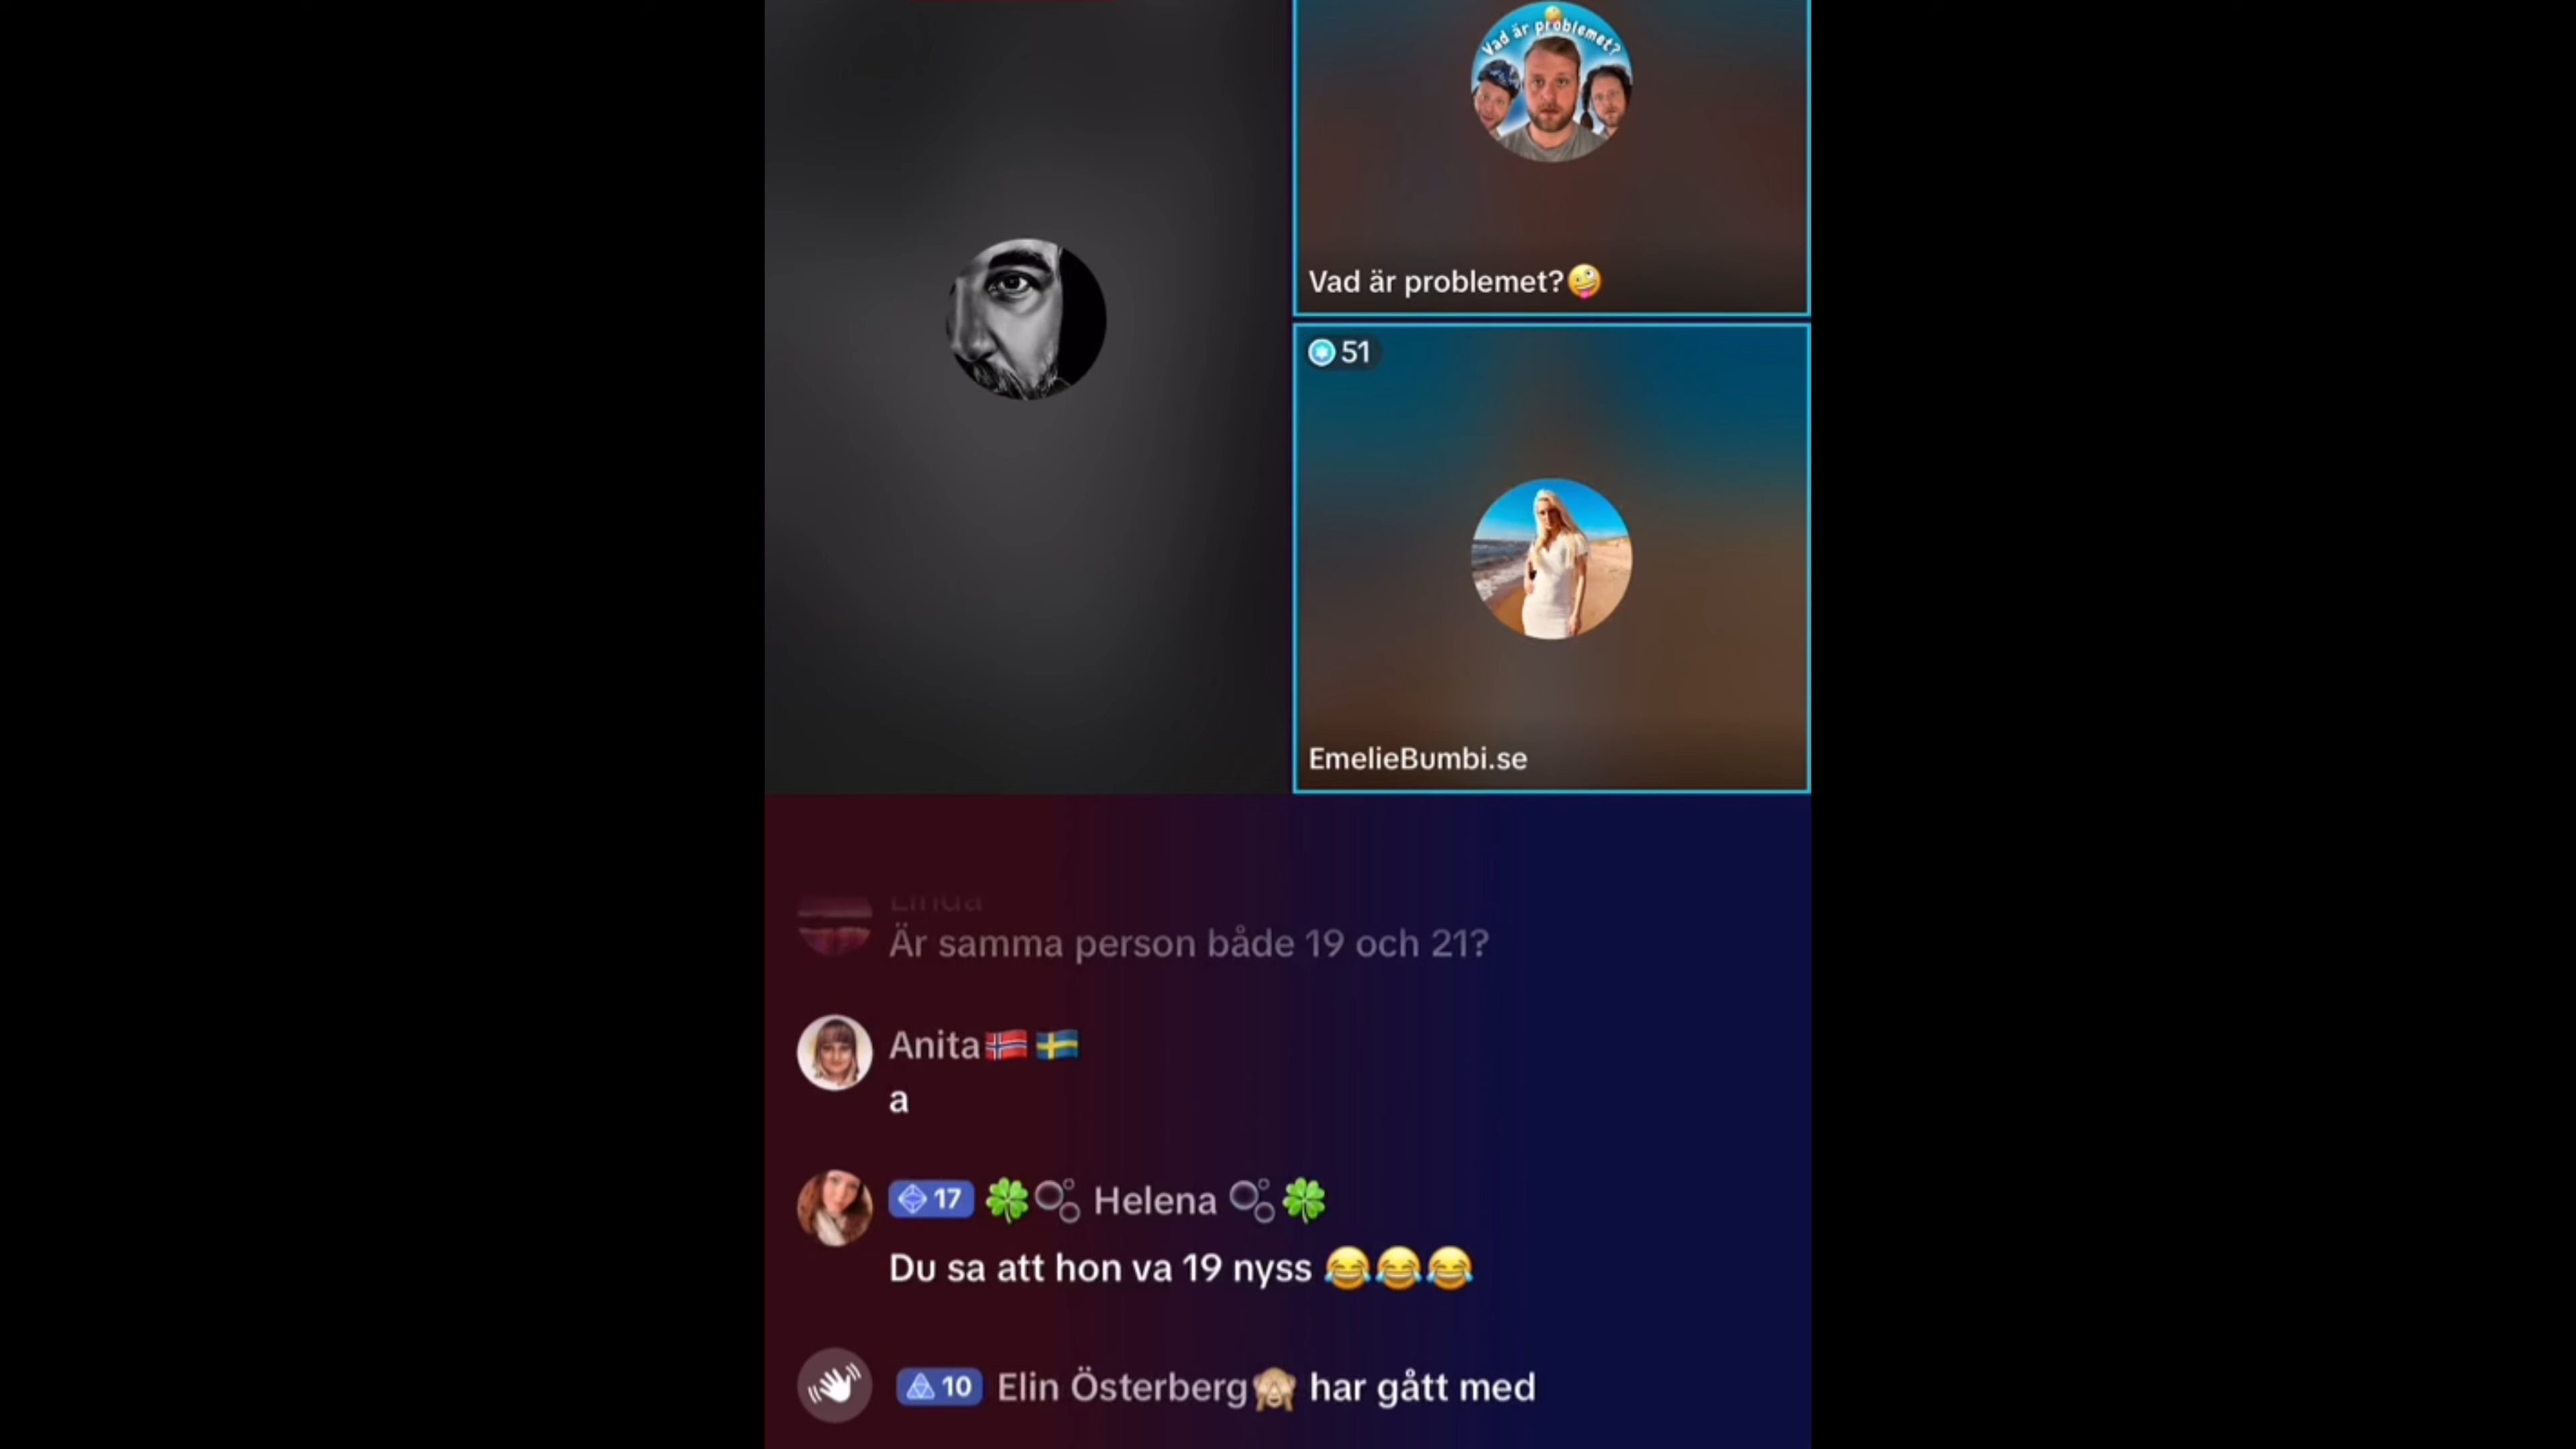 Vad är problemet?
Vad är problemet?🤪
51
EmelieBumbi.se
Linda
Är samma person både 19 och 21?
Anita🇳🇴🇸🇪
a
17 🍀🫧 Helena 🫧🍀
Du sa att hon va 19 nyss 😂😂😂
10 Elin Österberg🙈 har gått med